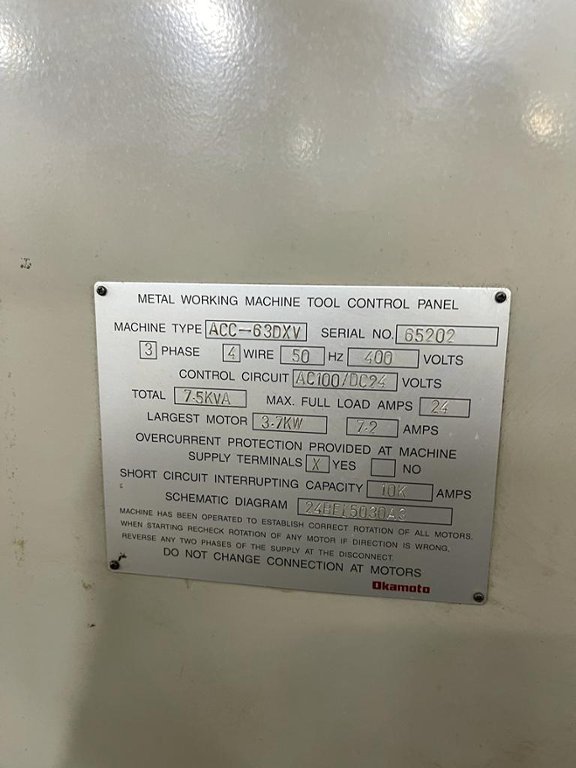 METAL WORKING MACHINE TOOL CONTROL PANEL
MACHINE TYPE ACC-63DXV SERIAL NO. 65202
3 PHASE 4 WIRE 50 HZ 400 VOLTS
CONTROL CIRCUIT AC100/DC24 VOLTS
TOTAL 7.5KVA MAX. FULL LOAD AMPS 24
LARGEST MOTOR 3.7KW 7.2 AMPS
OVERCURRENT PROTECTION PROVIDED AT MACHINE
SUPPLY TERMINALS X YES NO
SHORT CIRCUIT INTERRUPTING CAPACITY 10K AMPS
SCHEMATIC DIAGRAM
MACHINE HAS BEEN OPERATED TO ESTABLISH CORRECT ROTATION OF ALL MOTORS.
WHEN STARTING RECHECK ROTATION OF ANY MOTOR IF DIRECTION IS WRONG,
REVERSE ANY TWO PHASES OF THE SUPPLY AT THE DISCONNECT.
DO NOT CHANGE CONNECTION AT MOTORS
Okamoto